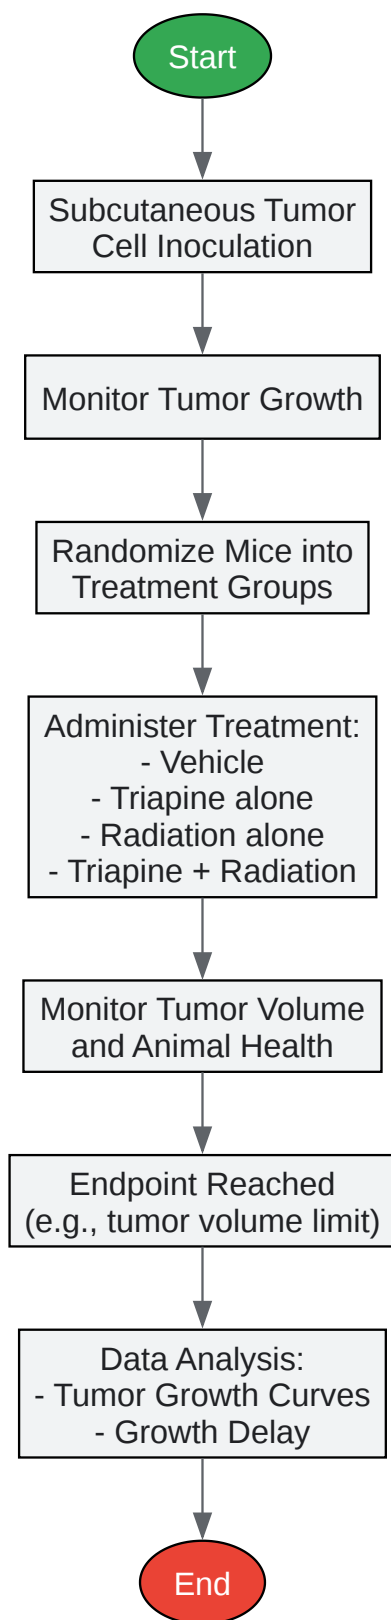 Start
Subcutaneous Tumor
Cell Inoculation
Monitor Tumor Growth
Randomize Mice into
Treatment Groups
Administer Treatment:
- Vehicle
- Triapine alone
- Radiation alone
- Triapine + Radiation
Monitor Tumor Volume
and Animal Health
Endpoint Reached
(e.g., tumor volume limit)
Data Analysis:
- Tumor Growth Curves
- Growth Delay
End